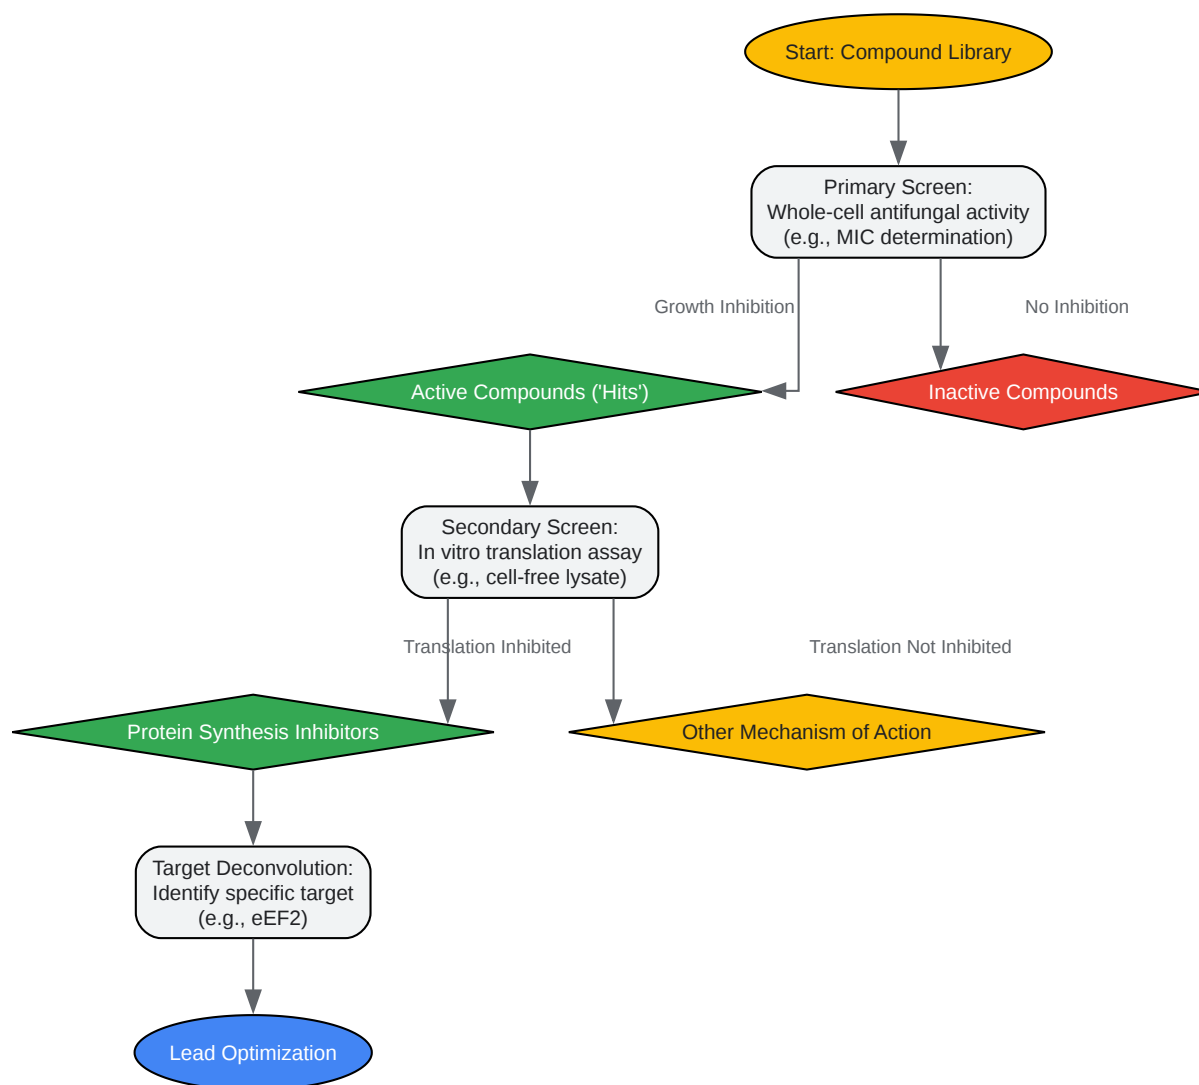 Start: Compound Library
Primary Screen:
Whole-cell antifungal activity
(e.g., MIC determination)
Growth Inhibition
No Inhibition
Active Compounds ('Hits')
Inactive Compounds
Secondary Screen:
In vitro translation assay
(e.g., cell-free lysate)
Translation Inhibited
Translation Not Inhibited
Protein Synthesis Inhibitors
Other Mechanism of Action
Target Deconvolution:
Identify specific target
(e.g., eEF2)
Lead Optimization